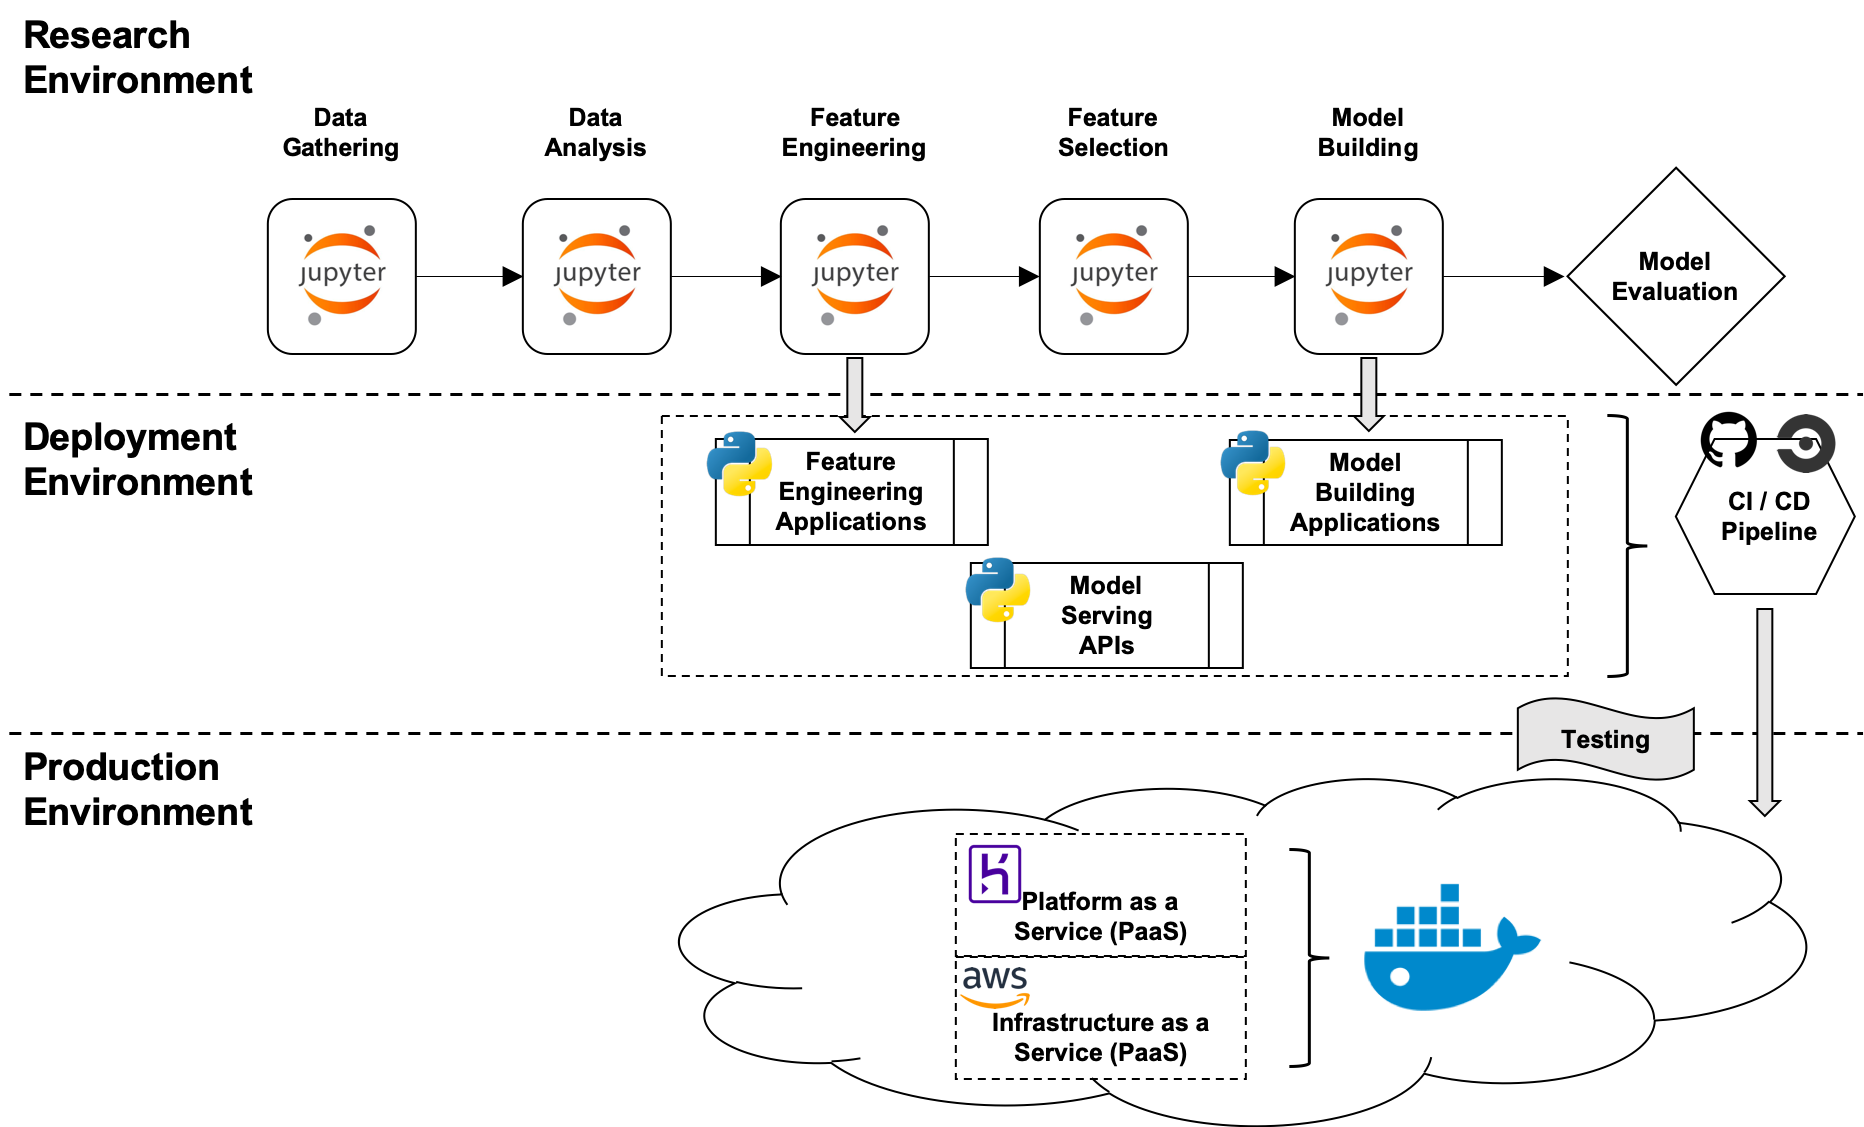 Research
Environment
Data
Gathering
Data
Analysis
Feature
Engineering
Feature
Selection
Model
Building
jupyter
jupyter
jupyter
jupyter
jupyter
Model
Evaluation
Deployment
Environment
Feature
Engineering
Applications
Model
Building
Applications
Model
Serving
APIs
CI / CD
Pipeline
Testing
Production
Environment
Platform as a
Service (PaaS)
aws
Infrastructure as a
Service (PaaS)